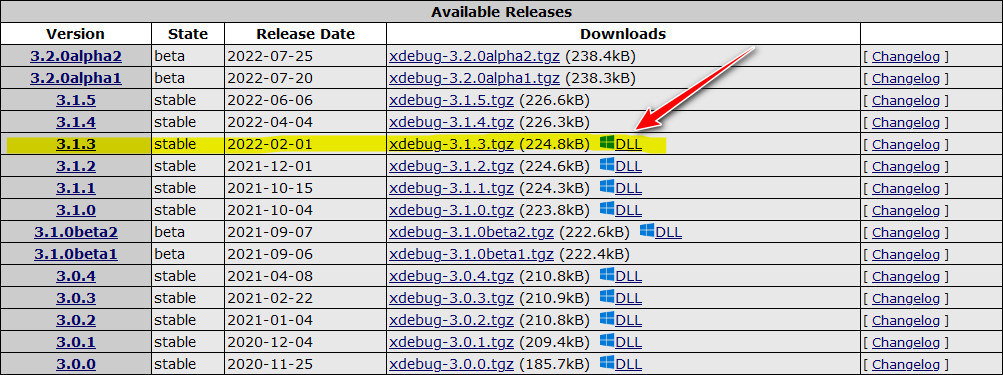 Available Releases
Version State Release Date Downloads
3.2.0alpha2 beta 2022-07-25 xdebug-3.2.0alpha2.tgz (238.4kB) [ Changelog ]
3.2.0alpha1 beta 2022-07-20 xdebug-3.2.0alpha1.tgz (238.3kB) [ Changelog ]
3.1.5 stable 2022-06-06 xdebug-3.1.5.tgz (226.6kB) [ Changelog ]
3.1.4 stable 2022-04-04 xdebug-3.1.4.tgz (226.3kB) [ Changelog ]
3.1.3 stable 2022-02-01 xdebug-3.1.3.tgz (224.8kB) DLL [ Changelog ]
3.1.2 stable 2021-12-01 xdebug-3.1.2.tgz (224.6kB) DLL [ Changelog ]
3.1.1 stable 2021-10-15 xdebug-3.1.1.tgz (224.3kB) DLL [ Changelog ]
3.1.0 stable 2021-10-04 xdebug-3.1.0.tgz (223.8kB) DLL [ Changelog ]
3.1.0beta2 beta 2021-09-07 xdebug-3.1.0beta2.tgz (222.6kB) DLL [ Changelog ]
3.1.0beta1 beta 2021-09-06 xdebug-3.1.0beta1.tgz (222.4kB) [ Changelog ]
3.0.4 stable 2021-04-08 xdebug-3.0.4.tgz (210.8kB) DLL [ Changelog ]
3.0.3 stable 2021-02-22 xdebug-3.0.3.tgz (210.9kB) DLL [ Changelog ]
3.0.2 stable 2021-01-04 xdebug-3.0.2.tgz (210.8kB) DLL [ Changelog ]
3.0.1 stable 2020-12-04 xdebug-3.0.1.tgz (209.4kB) DLL [ Changelog ]
3.0.0 stable 2020-11-25 xdebug-3.0.0.tgz (185.7kB) DLL [ Changelog ]